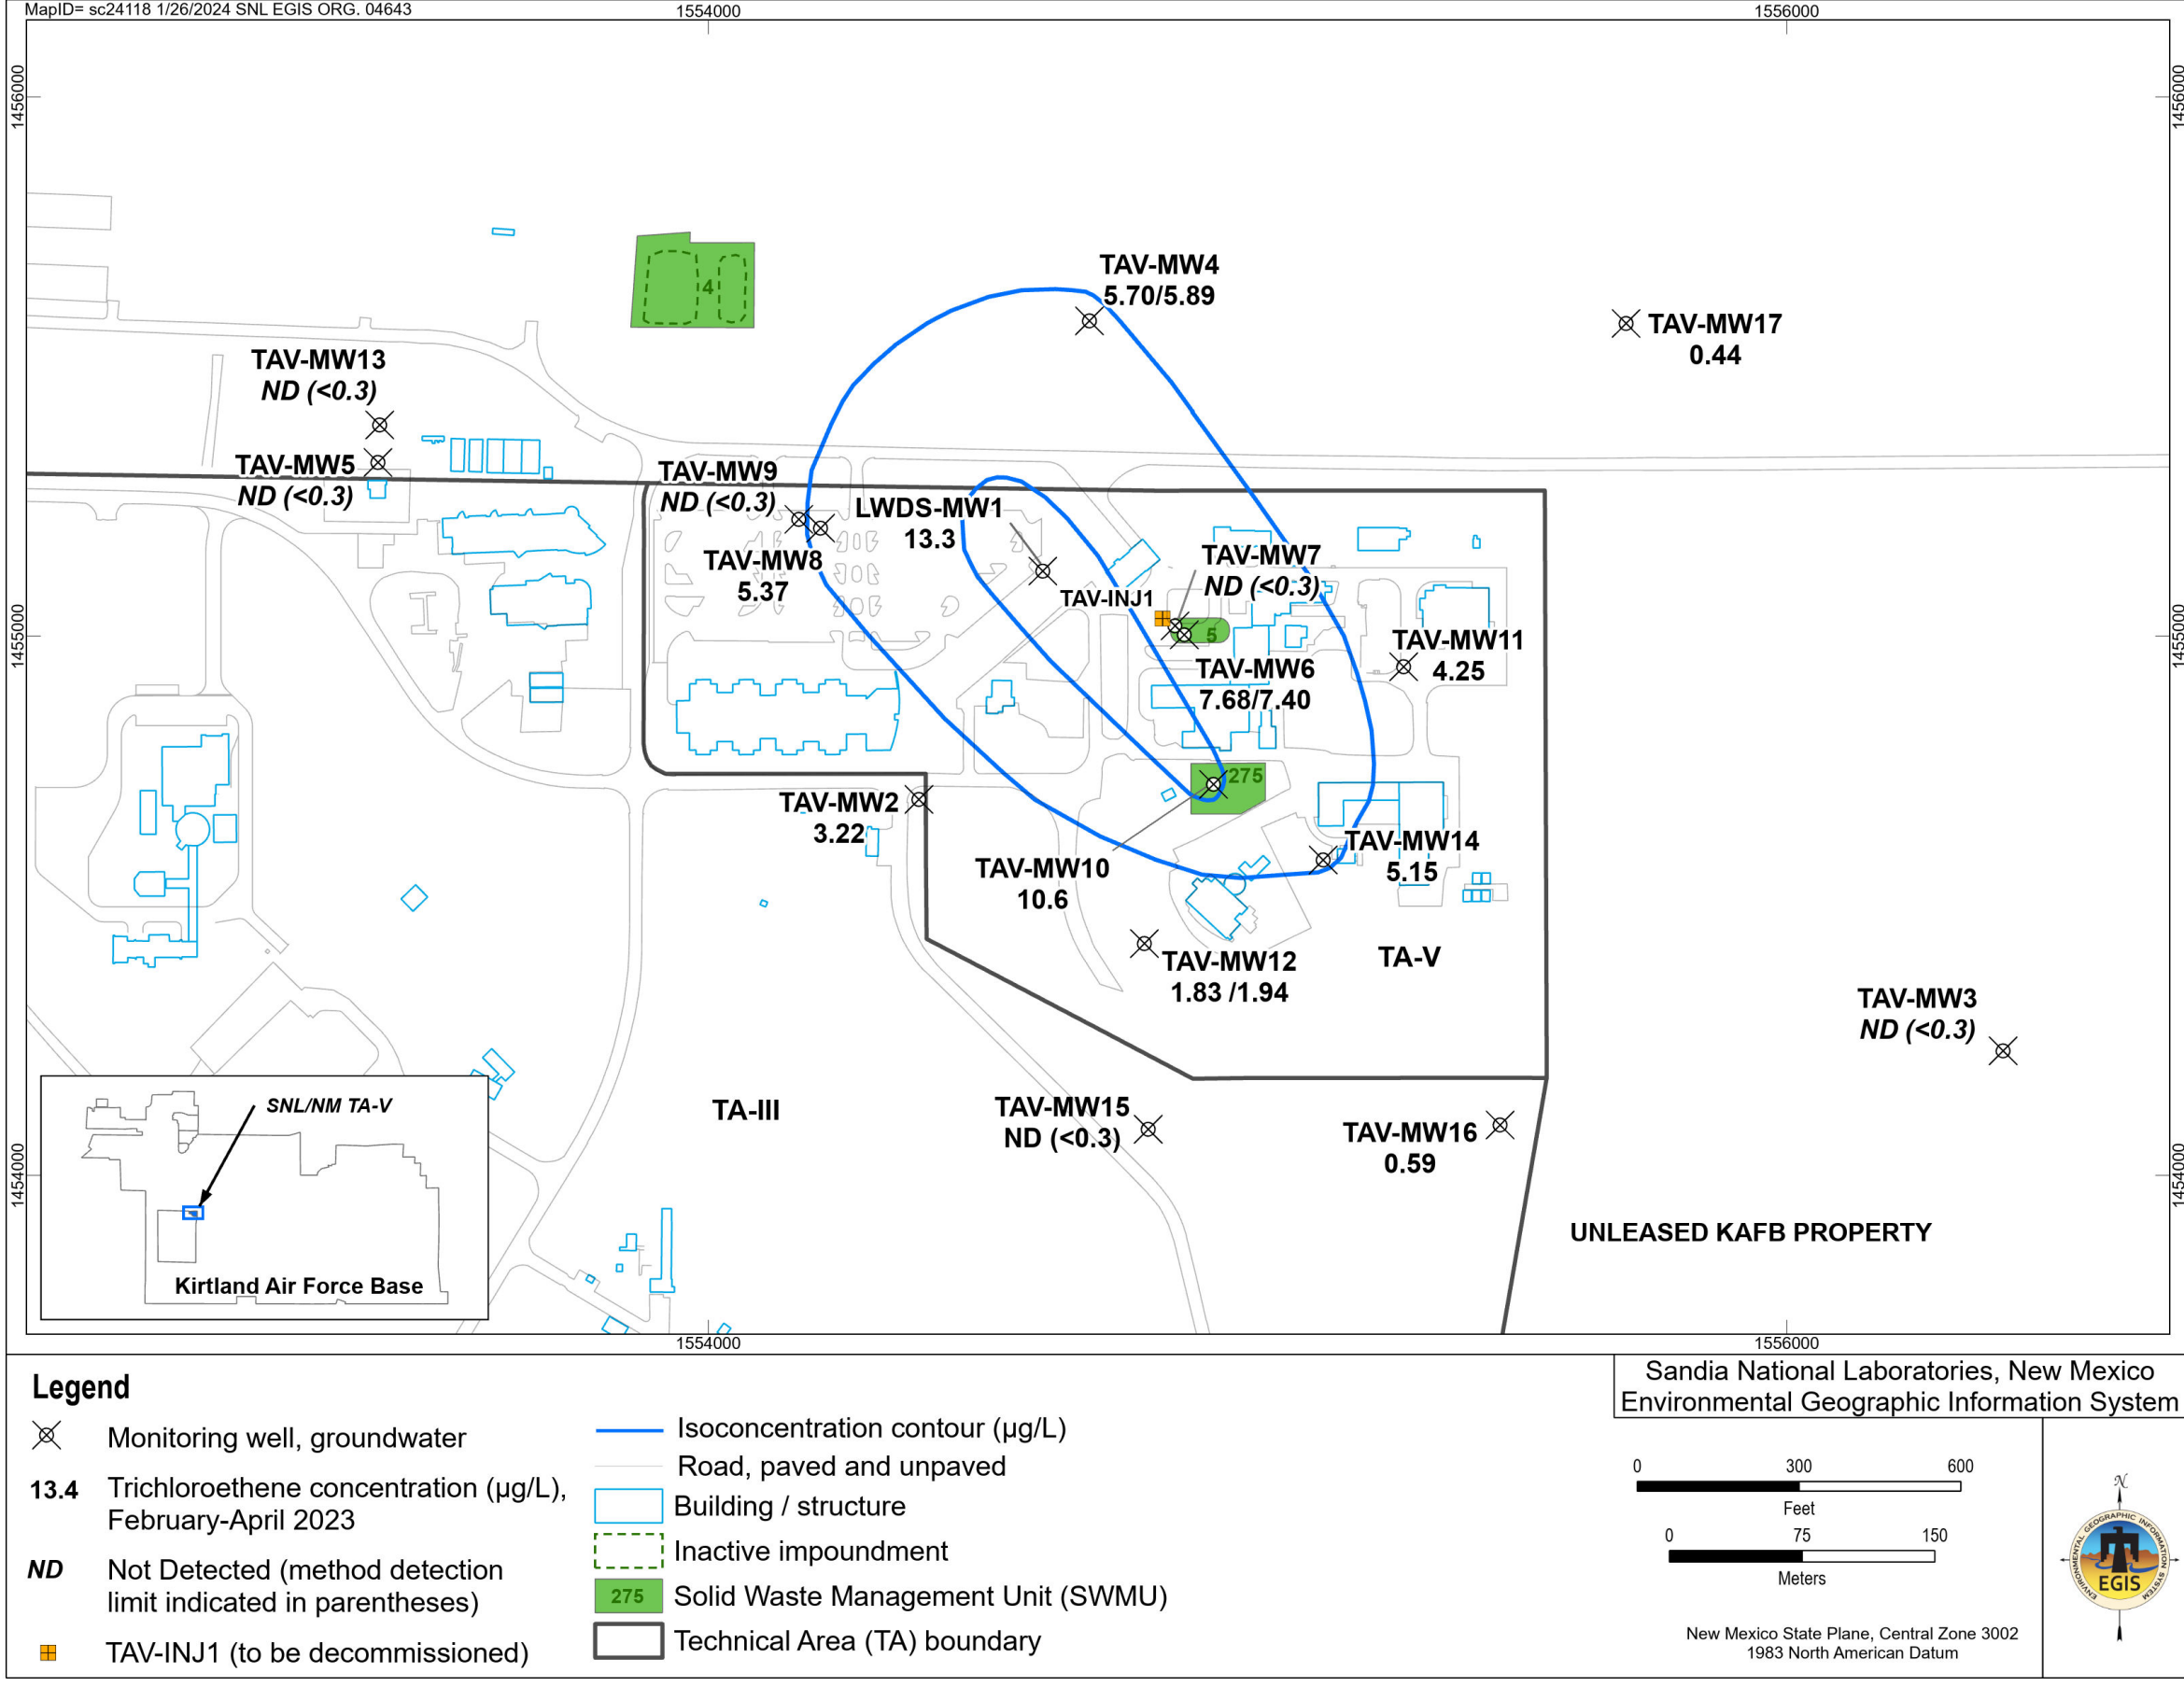 MapID= sc24118 1/26/2024 SNL EGIS ORG. 04643
1554000
1556000
1456000
1456000
TAV-MW4
5.70/5.89
4
TAV-MW17
0.44
TAV-MW13
ND (<0.3)
TAV-MW5
ND (<0.3)
TAV-MW9
ND (<0.3)
LWDS-MW1
13.3
TAV-MW8
5.37
TAV-MW7
ND (<0.3)
TAV-INJ1
1455000
1455000
5
TAV-MW11
4.25
TAV-MW6
7.68/7.40
275
TAV-MW2
3.22
TAV-MW14
5.15
TAV-MW10
10.6
TA-V
TAV-MW12
1.83 /1.94
TAV-MW3
ND (<0.3)
TA-III
TAV-MW15
ND (<0.3)
TAV-MW16
0.59
SNL/NM TA-V
Kirtland Air Force Base
1454000
1454000
UNLEASED KAFB PROPERTY
1554000
1556000
Legend
Monitoring well, groundwater
13.4 Trichloroethene concentration (µg/L),
February-April 2023
ND Not Detected (method detection
limit indicated in parentheses)
TAV-INJ1 (to be decommissioned)
Isoconcentration contour (µg/L)
Road, paved and unpaved
Building / structure
Inactive impoundment
275 Solid Waste Management Unit (SWMU)
Technical Area (TA) boundary
Sandia National Laboratories, New Mexico
Environmental Geographic Information System
0 300 600
Feet
0 75 150
Meters
New Mexico State Plane, Central Zone 3002
1983 North American Datum
N
ENVIRONMENTAL GEOGRAPHIC INFORMATION SYSTEM
EGIS